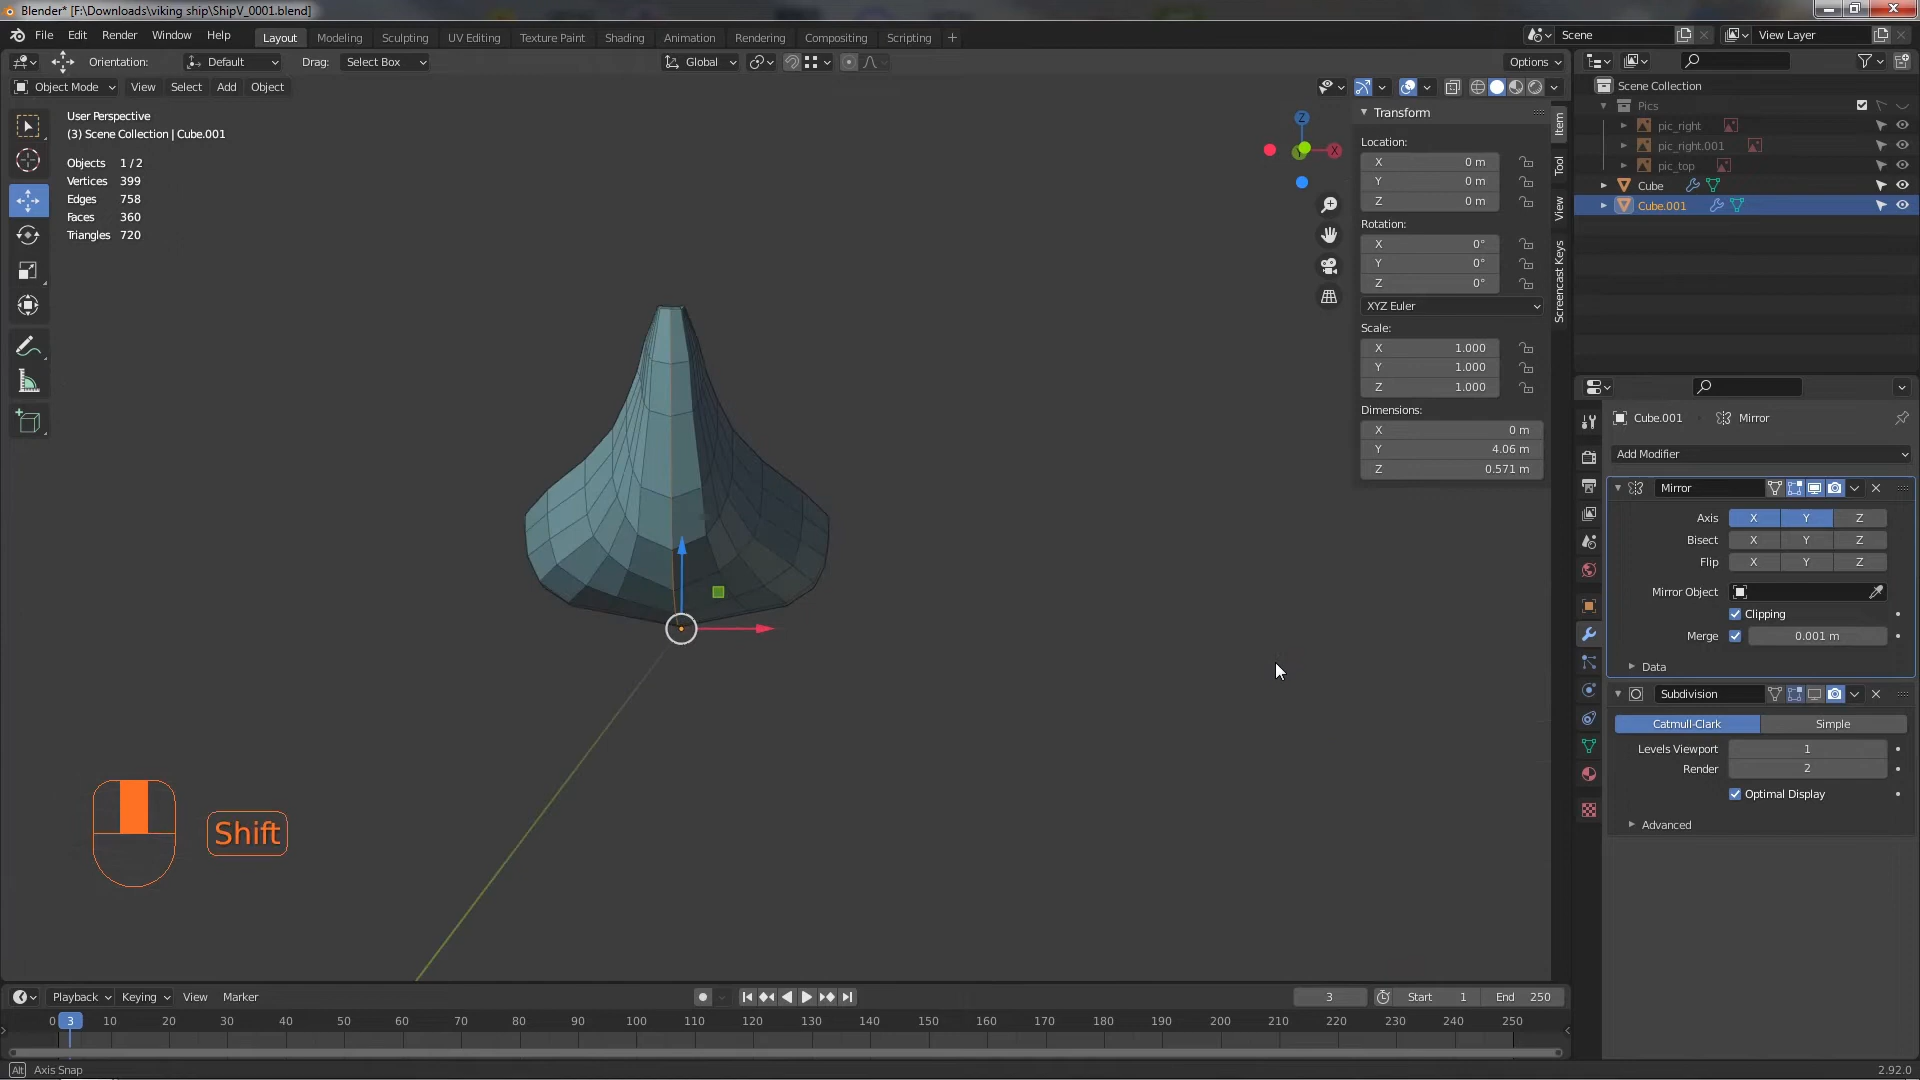 Blender* [F:\Downloads\viking ship\ShipV_0001.blend]
File Edit Render Window Help Layout Modeling Sculpting UV Editing Texture Paint Shading Animation Rendering Compositing Scripting + Scene View Layer
Orientation: Default Drag: Select Box Global Options
Object Mode View Select Add Object
User Perspective
(3) Scene Collection | Cube.001
Objects 1 / 2
Vertices 399
Edges 758
Faces 360
Triangles 720
Z
X
Y
Transform
Location:
X 0 m
Y 0 m
Z 0 m
Rotation:
X 0°
Y 0°
Z 0°
XYZ Euler
Scale:
X 1.000
Y 1.000
Z 1.000
Dimensions:
X 0 m
Y 4.06 m
Z 0.571 m
Item
Tool
View
Screencast Keys
Scene Collection
Pics
pic_right
pic_right.001
pic_top
Cube
Cube.001
Cube.001 Mirror
Add Modifier
Mirror
Axis X Y Z
Bisect X Y Z
Flip X Y Z
Mirror Object
Clipping
Merge 0.001 m
Data
Subdivision
Catmull-Clark Simple
Levels Viewport 1
Render 2
Optimal Display
Advanced
Shift
Playback Keying View Marker 3 Start 1 End 250
0 3 10 20 30 40 50 60 70 80 90 100 110 120 130 140 150 160 170 180 190 200 210 220 230 240 250
Alt Axis Snap 2.92.0